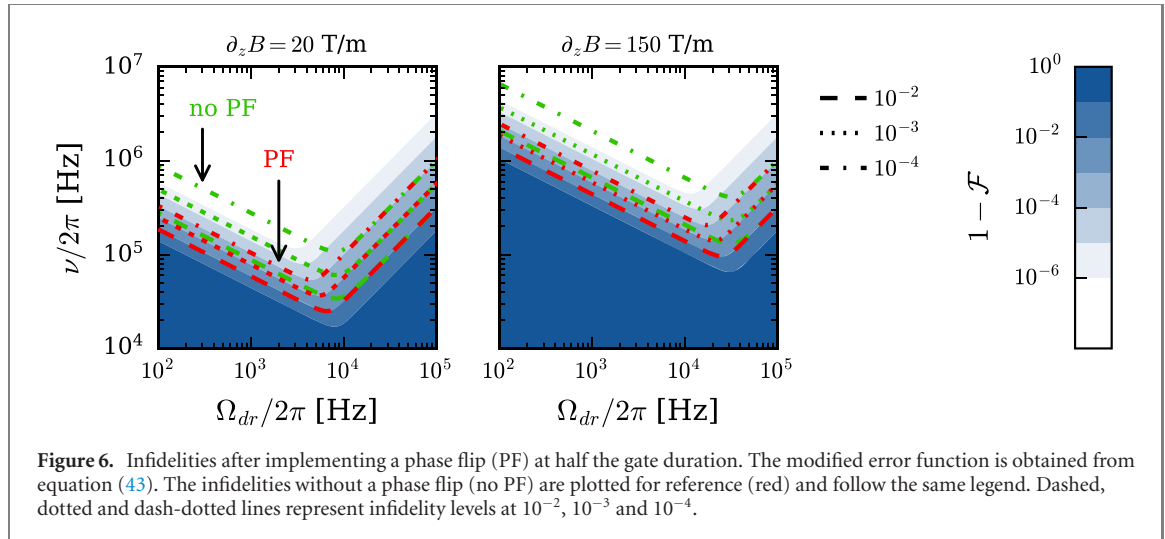 ∂zB = 20 T/m
∂zB = 150 T/m
10^7
10^6
10^5
10^4
ν/2π [Hz]
no PF
PF
10^2
10^3
10^4
10^5
Ω_dr/2π [Hz]
10^2
10^3
10^4
10^5
Ω_dr/2π [Hz]
10^−2
10^−3
10^−4
1 − F
10^0
10^−2
10^−4
10^−6
Figure 6. Infidelities after implementing a phase flip (PF) at half the gate duration. The modified error function is obtained from
equation (43). The infidelities without a phase flip (no PF) are plotted for reference (red) and follow the same legend. Dashed,
dotted and dash-dotted lines represent infidelity levels at 10^−2, 10^−3 and 10^−4.